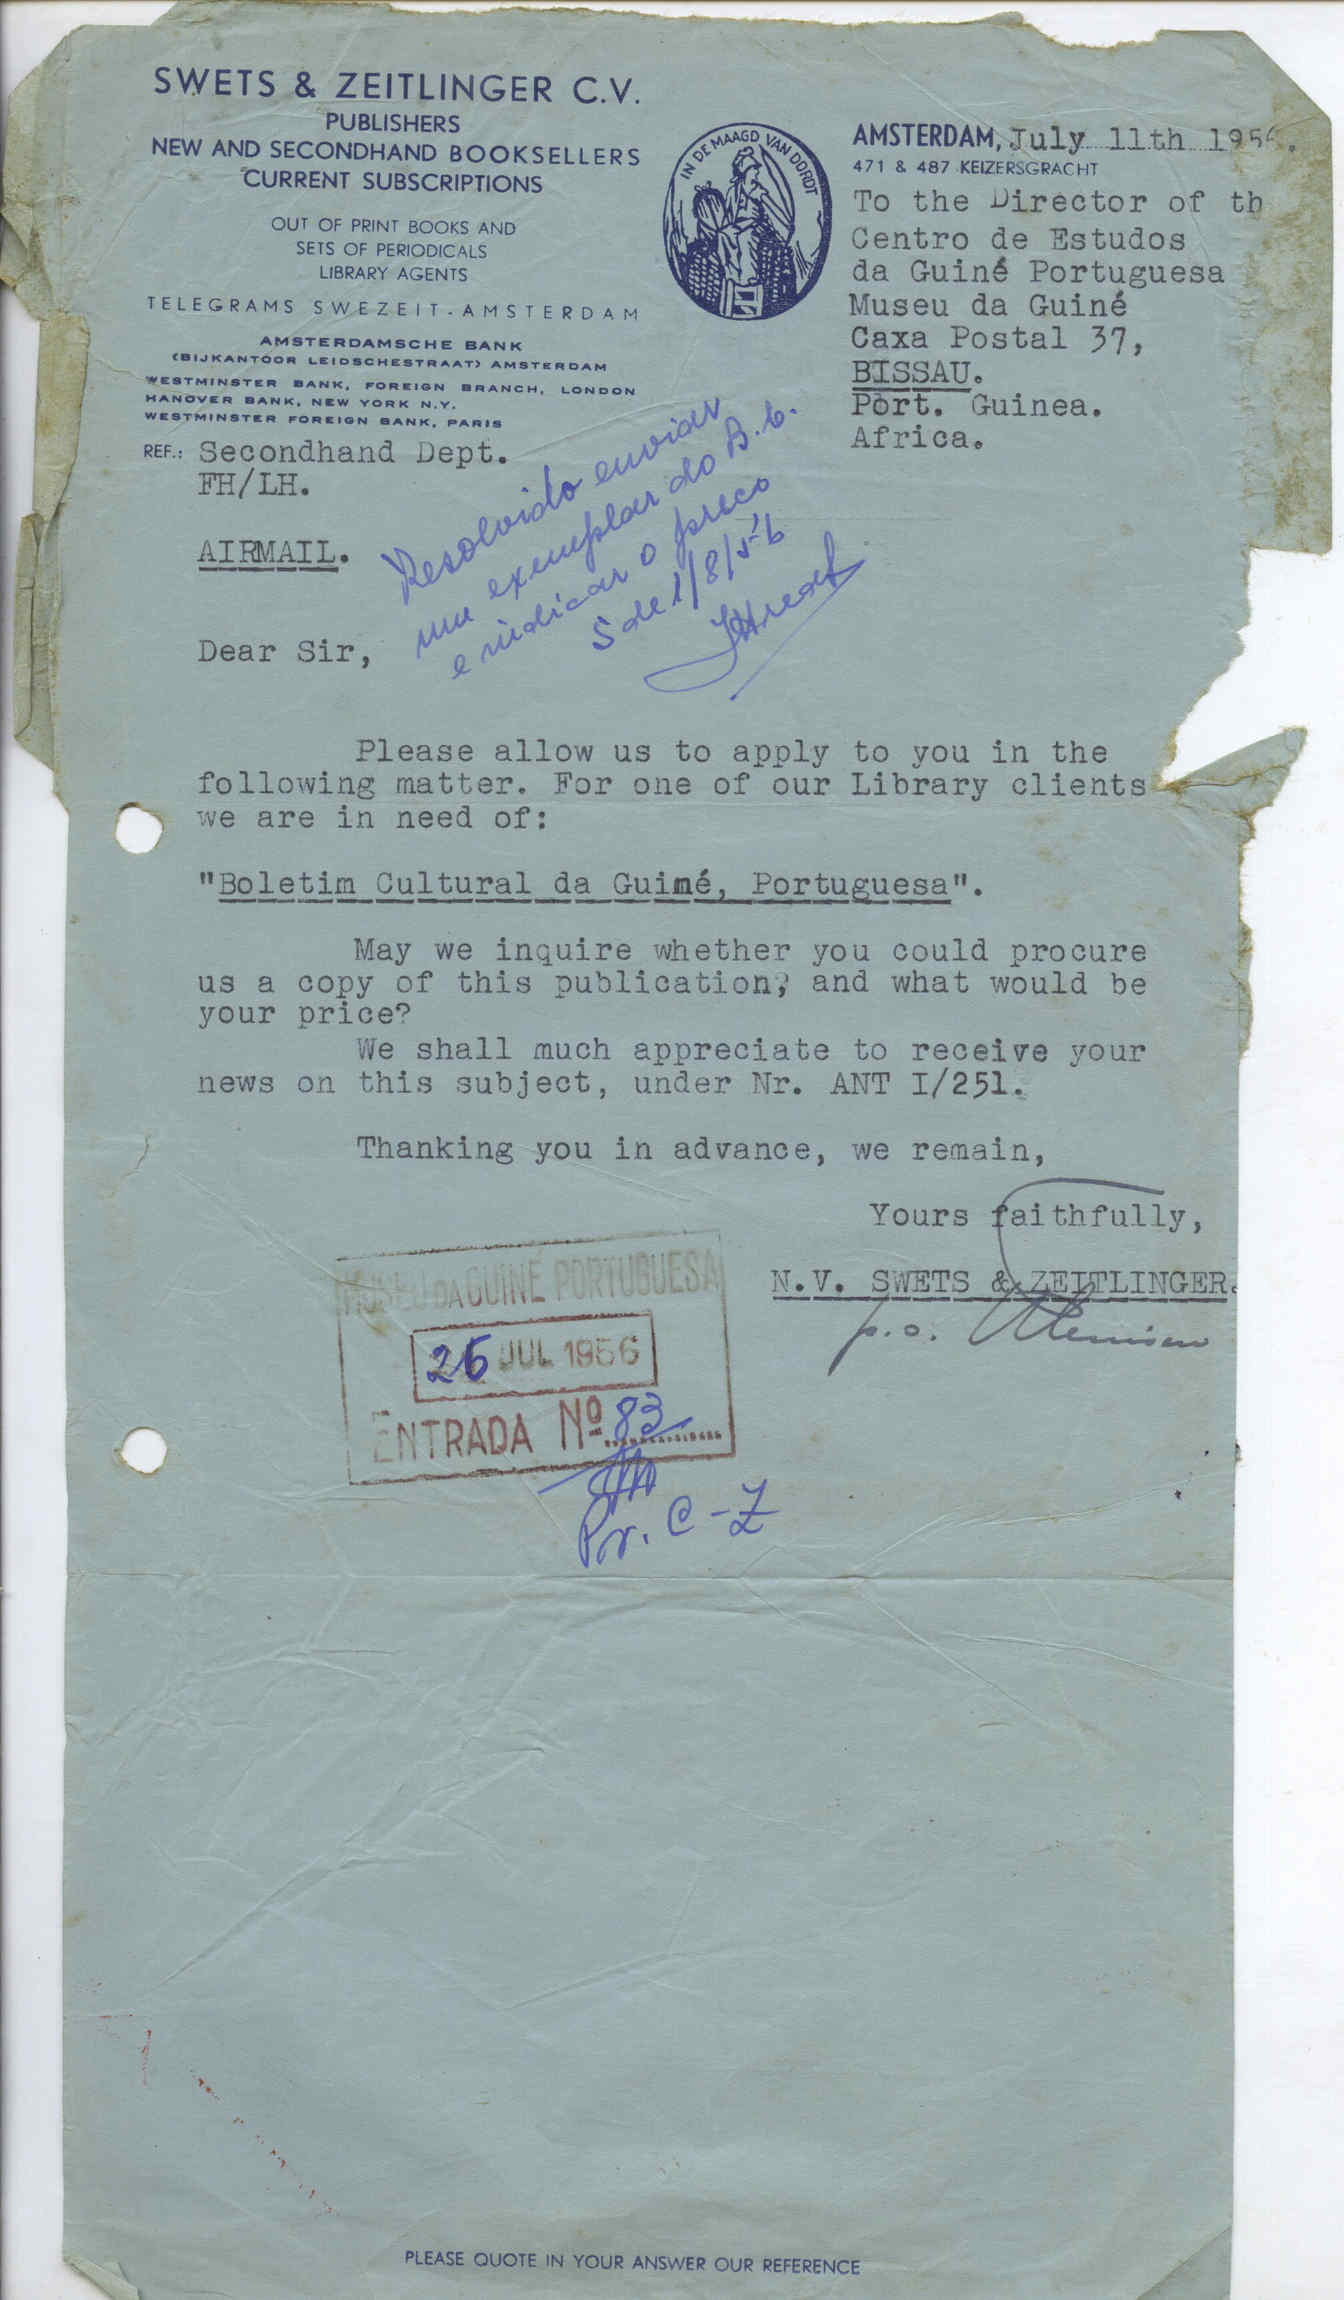 SWETS & ZEITLINGER C.V.
PUBLISHERS
NEW AND SECONDHAND BOOKSELLERS
CURRENT SUBSCRIPTIONS
OUT OF PRINT BOOKS AND
SETS OF PERIODICALS
LIBRARY AGENTS
TELEGRAMS SWEZEIT-AMSTERDAM
AMSTERDAMSCHE BANK
(BIJKANTOOR LEIDSCHESTRAAT) AMSTERDAM
WESTMINSTER BANK, FOREIGN BRANCH, LONDON
HANOVER BANK, NEW YORK N.Y.
WESTMINSTER FOREIGN BANK, PARIS
IN DE MAAGD VAN DORDT
AMSTERDAM, July 11th 1956.
471 & 487 KEIZERSGRACHT
To the Director of th
Centro de Estudos
da Guiné Portuguesa
Museu da Guiné
Caxa Postal 37,
BISSAU.
Port. Guinea.
Africa.
REF.: Secondhand Dept.
FH/LH.
AIRMAIL.
Resolvido enviar
um exemplar do B.C.
e indicar o preço
5 de 1/8/56
Dear Sir,
Please allow us to apply to you in the
following matter. For one of our Library clients
we are in need of:
"Boletim Cultural da Guiné, Portuguesa".
May we inquire whether you could procure
us a copy of this publication, and what would be
your price?
We shall much appreciate to receive your
news on this subject, under Nr. ANT I/251.
Thanking you in advance, we remain,
Yours faithfully,
N.V. SWETS & ZEITLINGER.
p.o.
MUSEU DA GUINÉ PORTUGUESA
26 JUL 1956
ENTRADA Nº 83
Pr. C-Z
PLEASE QUOTE IN YOUR ANSWER OUR REFERENCE